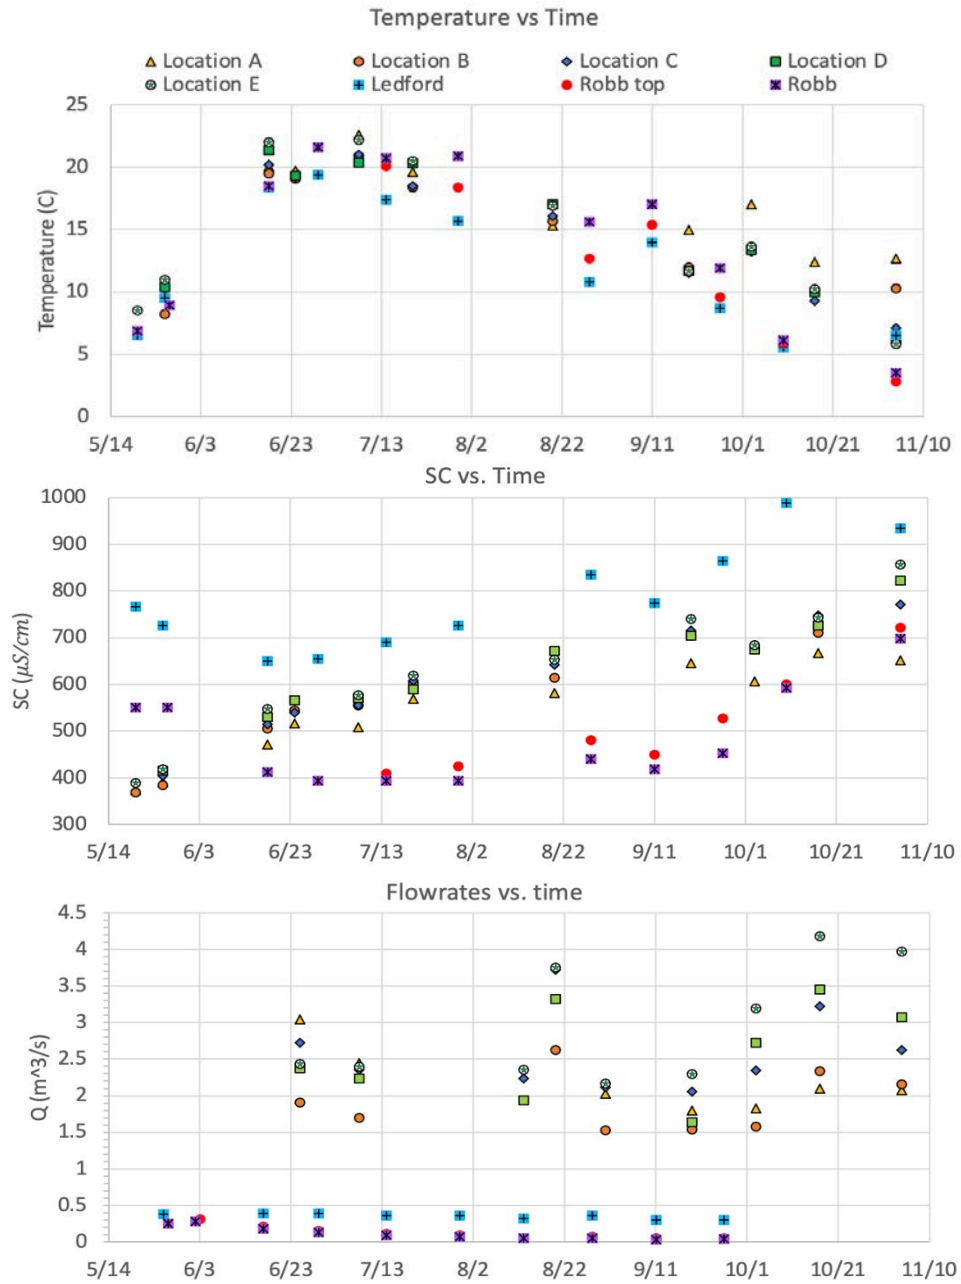 Temperature vs Time
Location A Location B Location C Location D
Location E Ledford Robb top Robb
25
20
15
10
5
0
Temperature (C)
5/14 6/3 6/23 7/13 8/2 8/22 9/11 10/1 10/21 11/10
SC vs. Time
1000
900
800
700
600
500
400
300
SC (μS/cm)
5/14 6/3 6/23 7/13 8/2 8/22 9/11 10/1 10/21 11/10
Flowrates vs. time
4.5
4
3.5
3
2.5
2
1.5
1
0.5
0
Q (m^3/s)
5/14 6/3 6/23 7/13 8/2 8/22 9/11 10/1 10/21 11/10